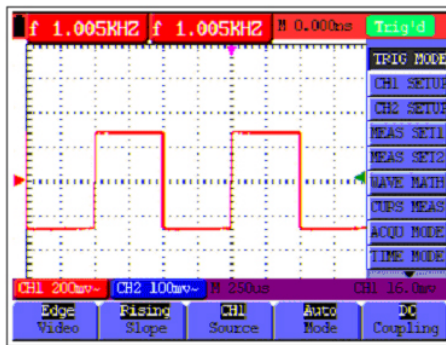 f 1.005KHZ f 1.005KHZ M 0.000ns Trig'd
TRIG MODE
CH1 SETUP
CH2 SETUP
MEAS SET1
MEAS SET2
WAVE MATH
CURS MEAS
ACQU MODE
TIME MODE
CH1 200mv~ CH2 100mv~ M 250us CH1 16.0mv
Edge Rising CH1 Auto DC
Video Slope Source Mode Coupling